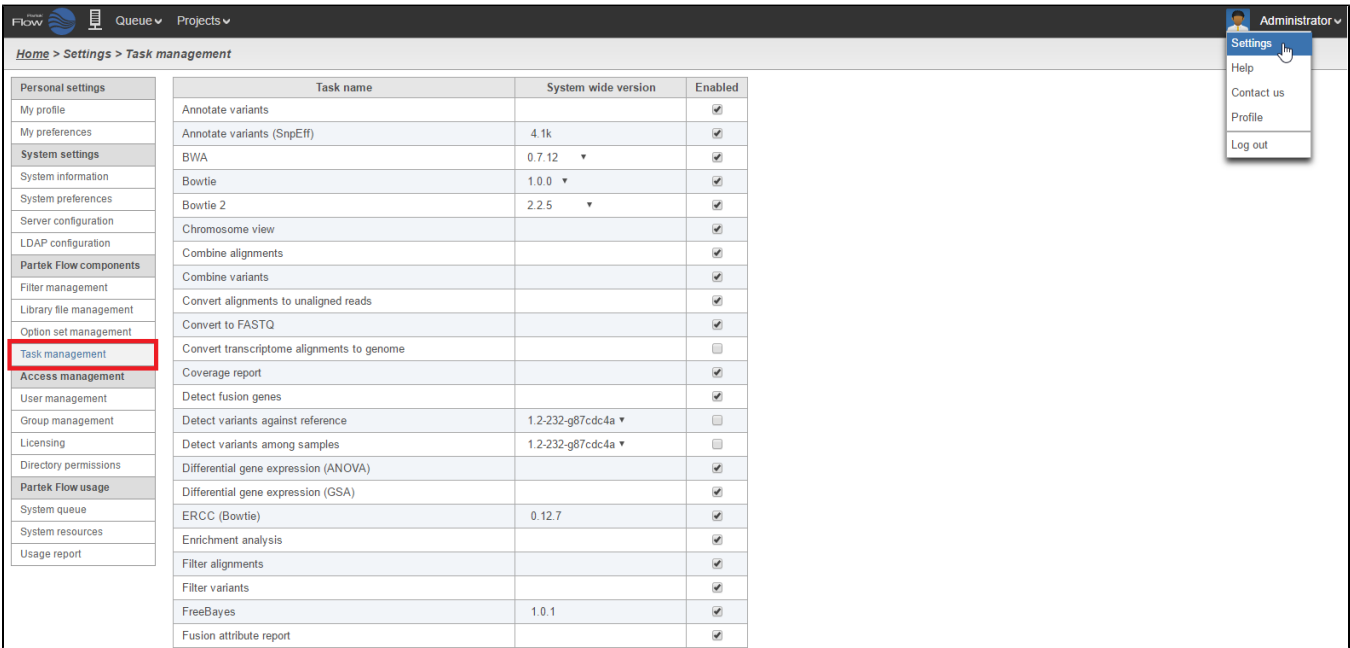 Partek
Flow Queue Projects Administrator
Home > Settings > Task management
Settings
Help
Contact us
Profile
Log out
Personal settings
My profile
My preferences
System settings
System information
System preferences
Server configuration
LDAP configuration
Partek Flow components
Filter management
Library file management
Option set management
Task management
Access management
User management
Group management
Licensing
Directory permissions
Partek Flow usage
System queue
System resources
Usage report
Task name System wide version Enabled
Annotate variants
Annotate variants (SnpEff) 4.1k
BWA 0.7.12
Bowtie 1.0.0
Bowtie 2 2.2.5
Chromosome view
Combine alignments
Combine variants
Convert alignments to unaligned reads
Convert to FASTQ
Convert transcriptome alignments to genome
Coverage report
Detect fusion genes
Detect variants against reference 1.2-232-g87cdc4a
Detect variants among samples 1.2-232-g87cdc4a
Differential gene expression (ANOVA)
Differential gene expression (GSA)
ERCC (Bowtie) 0.12.7
Enrichment analysis
Filter alignments
Filter variants
FreeBayes 1.0.1
Fusion attribute report